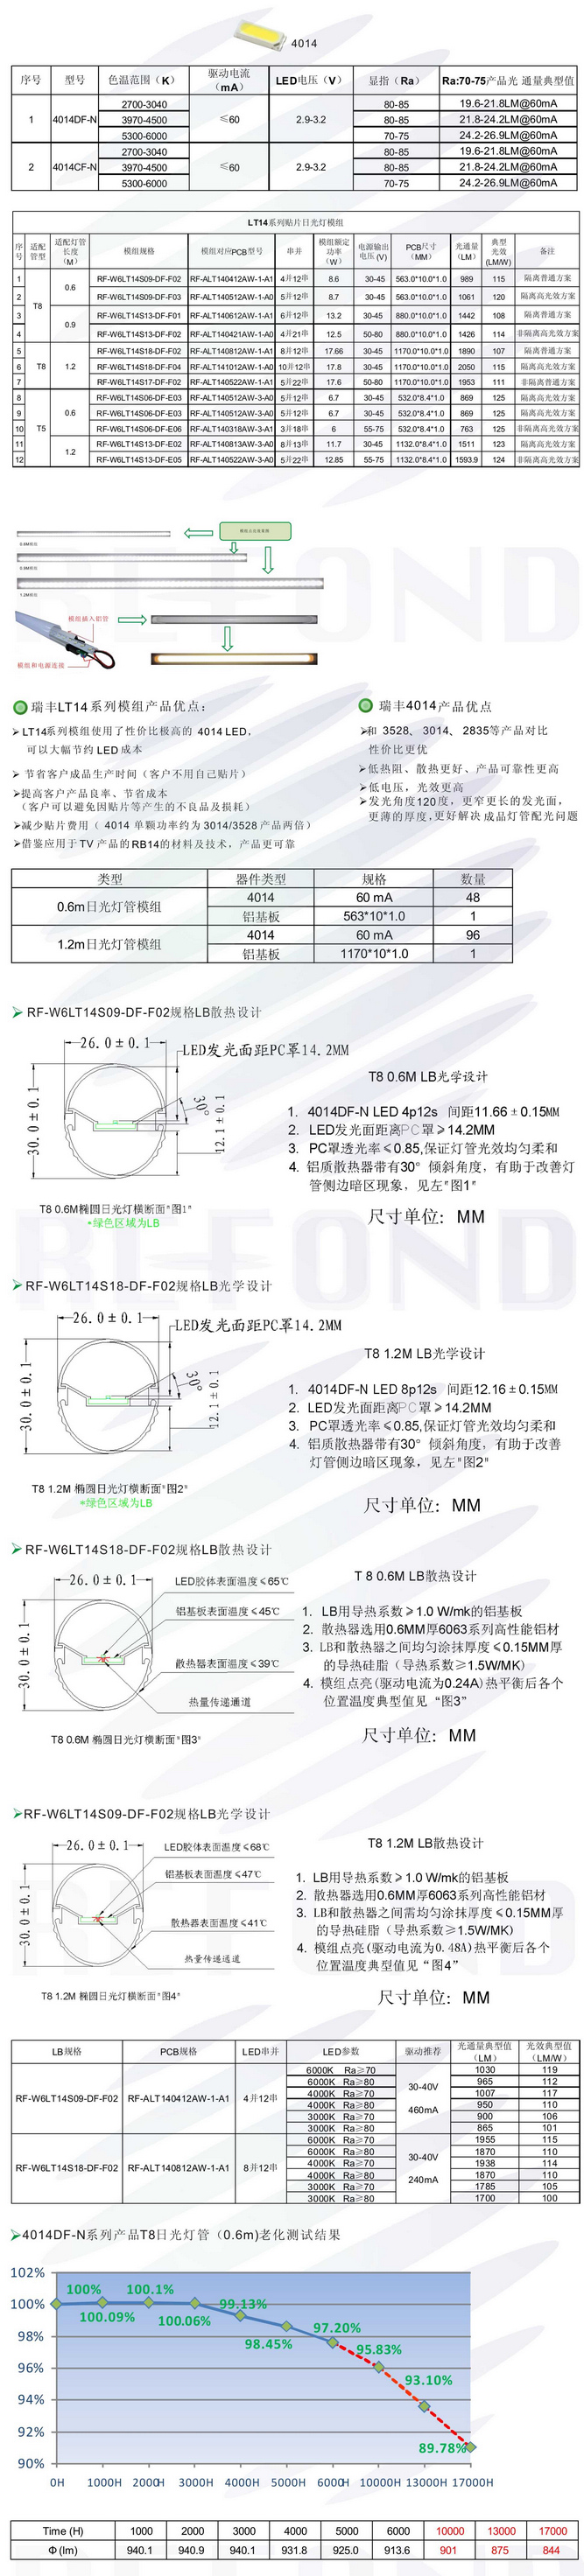 4014
序号 型号 色温范围（K） 驱动电流（mA） LED电压（V） 显指（Ra） Ra:70-75产品光 通量典型值
1 4014DF-N 2700-3040 ≤60 2.9-3.2 80-85 19.6-21.8LM@60mA
3970-4500 80-85 21.8-24.2LM@60mA
5300-6000 70-75 24.2-26.9LM@60mA
2 4014CF-N 2700-3040 ≤60 2.9-3.2 80-85 19.6-21.8LM@60mA
3970-4500 80-85 21.8-24.2LM@60mA
5300-6000 70-75 24.2-26.9LM@60mA
LT14系列贴片日光灯模组
序号 适配管型 适配灯管长度（M） 模组规格 模组对应PCB型号 串并 模组额定功率（W） 电源输出电压(V) PCB尺寸（MM） 光通量（LM） 典型光效(LM/W) 备注
1 T8 0.6 RF-W6LT14S09-DF-F02 RF-ALT140412AW-1-A1 4并12串 8.6 30-45 563.0*10.0*1.0 989 115 隔离普通方案
2 RF-W6LT14S09-DF-F03 RF-ALT140512AW-1-A0 5并12串 8.7 30-45 563.0*10.0*1.0 1061 120 隔离高光效方案
3 0.9 RF-W6LT14S13-DF-F01 RF-ALT140612AW-1-A1 6并12串 13.2 30-45 880.0*10.0*1.0 1442 108 隔离普通方案
4 RF-W6LT14S13-DF-F02 RF-ALT140421AW-1-A0 4并21串 12.5 50-80 880.0*10.0*1.0 1426 114 非隔离高光效方案
5 T8 1.2 RF-W6LT14S18-DF-F02 RF-ALT140812AW-1-A1 8并12串 17.66 30-45 1170.0*10.0*1.0 1890 107 隔离普通方案
6 RF-W6LT14S18-DF-F04 RF-ALT141012AW-1-A0 10并12串 17.8 30-45 1170.0*10.0*1.0 2050 115 隔离高光效方案
7 RF-W6LT14S17-DF-F02 RF-ALT140522AW-1-A1 5并22串 17.6 50-80 1170.0*10.0*1.0 1953 111 非隔离普通方案
8 T5 0.6 RF-W6LT14S06-DF-E03 RF-ALT140512AW-3-A0 5并12串 6.7 30-45 532.0*8.4*1.0 869 125 隔离高光效方案
9 RF-W6LT14S06-DF-E03 RF-ALT140512AW-3-A0 5并12串 6.7 30-45 532.0*8.4*1.0 869 125 隔离高光效方案
10 RF-W6LT14S06-DF-E06 RF-ALT140318AW-3-A1 3并18串 6 55-75 532.0*8.4*1.0 763 125 非隔离高光效方案
11 1.2 RF-W6LT14S13-DF-E02 RF-ALT140813AW-3-A0 8并13串 11.7 30-45 1132.0*8.4*1.0 1511 123 隔离高光效方案
12 RF-W6LT14S13-DF-E05 RF-ALT140522AW-3-A0 5并22串 12.85 55-75 1132.0*8.4*1.0 1593.9 124 非隔离高光效方案
模组插入铝管
模组和电源连接
瑞丰LT14系列模组产品优点：
LT14系列模组使用了性价比极高的 4014 LED，
可以大幅节约LED成本
节省客户成品生产时间（客户不用自己贴片）
提高客户产品良率、节省成本
（客户可以避免因贴片等产生的不良品及损耗）
减少贴片费用（ 4014 单颗功率约为3014/3528 产品两倍）
借鉴应用于TV 产品的RB14的材料及技术，产品更可靠
瑞丰4014产品优点
和 3528、3014、2835等产品对比
性价比更优
低热阻、散热更好、产品可靠性更高
低电压，光效更高
发光角度120度，更窄更长的发光面，
更薄的厚度,更好解决成品灯管配光问题
类型 器件类型 规格 数量
0.6m日光灯管模组 4014 60 mA 48
铝基板 563*10*1.0 1
1.2m日光灯管模组 4014 60 mA 96
铝基板 1170*10*1.0 1
RF-W6LT14S09-DF-F02规格LB散热设计
26.0±0.1
LED发光面距PC罩14.2MM
30.0±0.1
30°
12.1±0.1
T8 0.6M椭圆日光灯横断面"图1"
*绿色区域为LB
T8 0.6M LB光学设计
1. 4014DF-N LED 4p12s 间距11.66±0.15MM
2. LED发光面距离PC罩≥14.2MM
3. PC罩透光率≤0.85,保证灯管光效均匀柔和
4. 铝质散热器带有30° 倾斜角度，有助于改善灯
管侧边暗区现象，见左"图1"
尺寸单位：MM
RF-W6LT14S18-DF-F02规格LB光学设计
26.0±0.1
LED发光面距PC罩14.2MM
30.0±0.1
30°
12.1±0.1
T8 1.2M 椭圆日光灯横断面"图2"
*绿色区域为LB
T8 1.2M LB光学设计
1. 4014DF-N LED 8p12s 间距12.16±0.15MM
2. LED发光面距离PC罩≥14.2MM
3. PC罩透光率≤0.85,保证灯管光效均匀柔和
4. 铝质散热器带有30° 倾斜角度，有助于改善
灯管侧边暗区现象，见左"图2"
尺寸单位：MM
RF-W6LT14S18-DF-F02规格LB散热设计
26.0±0.1
30.0±0.1
LED胶体表面温度≤65℃
铝基板表面温度≤45℃
散热器表面温度≤39℃
热量传递通道
T8 0.6M 椭圆日光灯横断面"图3"
T 8 0.6M LB散热设计
1. LB用导热系数≥1.0 W/mk的铝基板
2. 散热器选用0.6MM厚6063系列高性能铝材
3. LB和散热器之间均匀涂抹厚度≤0.15MM厚
的导热硅脂（导热系数≥1.5W/MK）
4. 模组点亮(驱动电流为0.24A)热平衡后各个
位置温度典型值见“图3”
尺寸单位：MM
RF-W6LT14S09-DF-F02规格LB光学设计
26.0±0.1
30.0±0.1
LED胶体表面温度≤68℃
铝基板表面温度≤47℃
散热器表面温度≤41℃
热量传递通道
T8 1.2M 椭圆日光灯横断面"图4"
T8 1.2M LB散热设计
1. LB用导热系数≥1.0 W/mk的铝基板
2. 散热器选用0.6MM厚6063系列高性能铝材
3. LB和散热器之间需均匀涂抹厚度≤0.15MM厚
的导热硅脂（导热系数≥1.5W/MK）
4. 模组点亮(驱动电流为0.48A)热平衡后各个
位置温度典型值见“图4”
尺寸单位：MM
LB规格 PCB规格 LED串并 LED参数 驱动推荐 光通量典型值（LM） 光效典型值（LM/W）
RF-W6LT14S09-DF-F02 RF-ALT140412AW-1-A1 4并12串 6000K Ra≥70 30-40V 460mA 1030 119
6000K Ra≥80 965 112
4000K Ra≥70 1007 117
4000K Ra≥80 950 110
3000K Ra≥70 900 106
3000K Ra≥80 865 101
RF-W6LT14S18-DF-F02 RF-ALT140812AW-1-A1 8并12串 6000K Ra≥70 30-40V 240mA 1955 115
6000K Ra≥80 1870 110
4000K Ra≥70 1938 114
4000K Ra≥80 1870 110
3000K Ra≥70 1785 105
3000K Ra≥80 1700 100
4014DF-N系列产品T8日光灯管（0.6m)老化测试结果
102%
100%
98%
96%
94%
92%
90%
100% 100.09% 100.1% 100.06% 99.13% 98.45% 97.20% 95.83% 93.10% 89.78%
0H 1000H 2000H 3000H 4000H 5000H 6000H 10000H 13000H 17000H
Time (H) 1000 2000 3000 4000 5000 6000 10000 13000 17000
Φ(lm) 940.1 940.9 940.1 931.8 925.0 913.6 901 875 844
REFOND